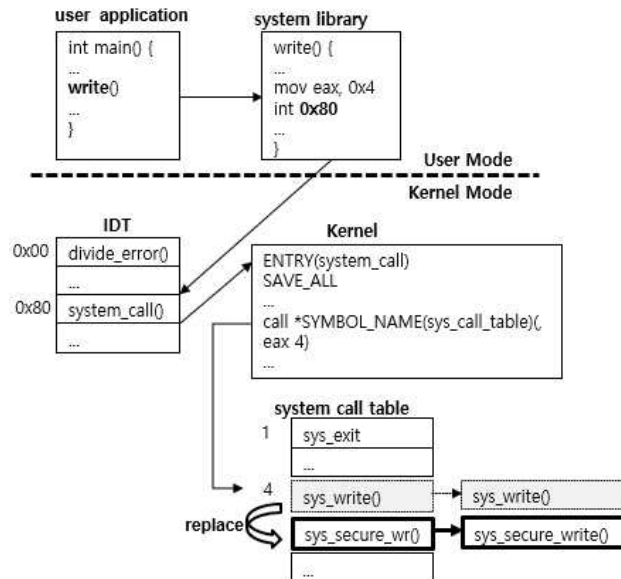 user application
system library
int main() {
...
write()
...
}
write() {
...
mov eax, 0x4
int 0x80
...
}
User Mode
Kernel Mode
IDT
0x00
divide_error()
...
0x80
system_call()
...
Kernel
ENTRY(system_call)
SAVE_ALL
...
call *SYMBOL_NAME(sys_call_table)(,
eax 4)
...
system call table
1
sys_exit
...
4
sys_write()
sys_write()
replace
sys_secure_wr()
sys_secure_write()
...